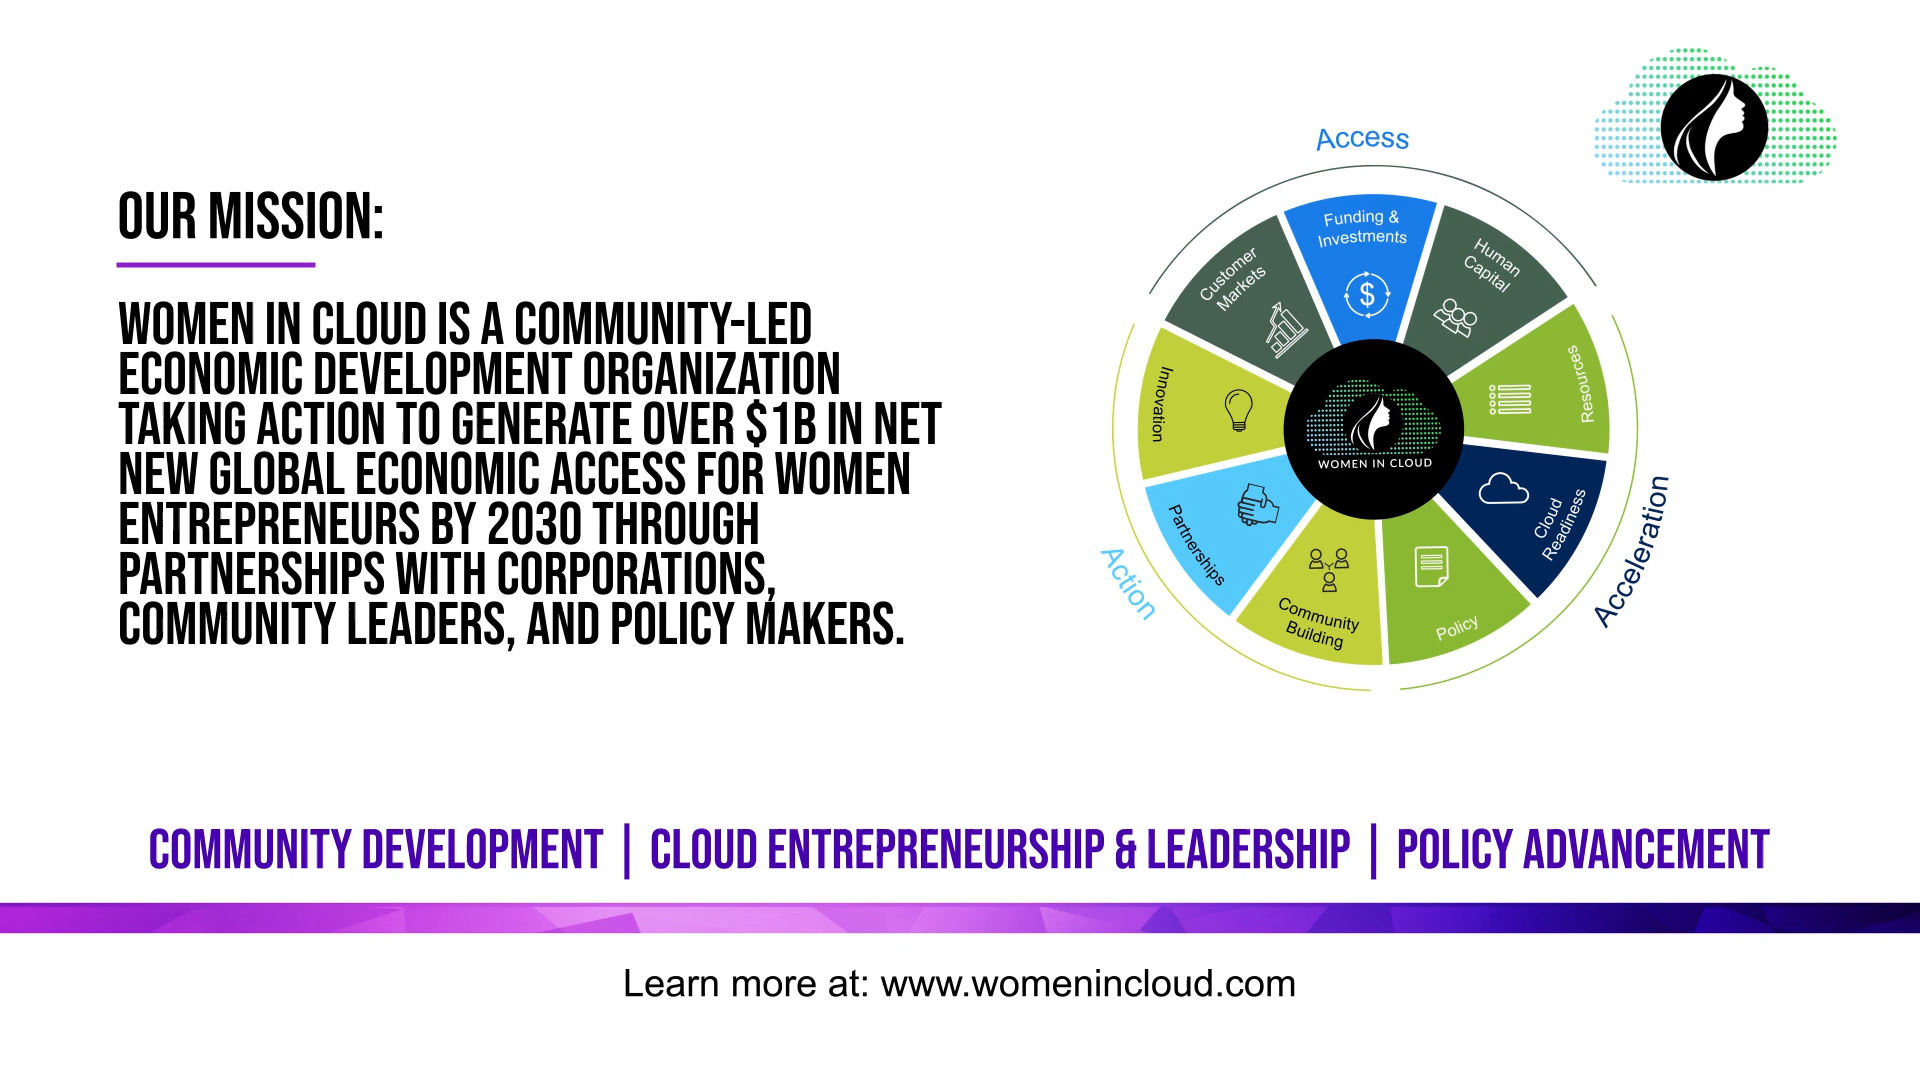 OUR MISSION:
WOMEN IN CLOUD IS A COMMUNITY-LED
ECONOMIC DEVELOPMENT ORGANIZATION
TAKING ACTION TO GENERATE OVER $1B IN NET
NEW GLOBAL ECONOMIC ACCESS FOR WOMEN
ENTREPRENEURS BY 2030 THROUGH
PARTNERSHIPS WITH CORPORATIONS,
COMMUNITY LEADERS, AND POLICY MAKERS.
Access
Funding &
Investments
$
Human
Capital
Resources
Cloud
Readiness
Acceleration
Policy
Community
Building
Partnerships
Action
Innovation
Customer
Markets
WOMEN IN CLOUD
COMMUNITY DEVELOPMENT | CLOUD ENTREPRENEURSHIP & LEADERSHIP | POLICY ADVANCEMENT
Learn more at: www.womenincloud.com